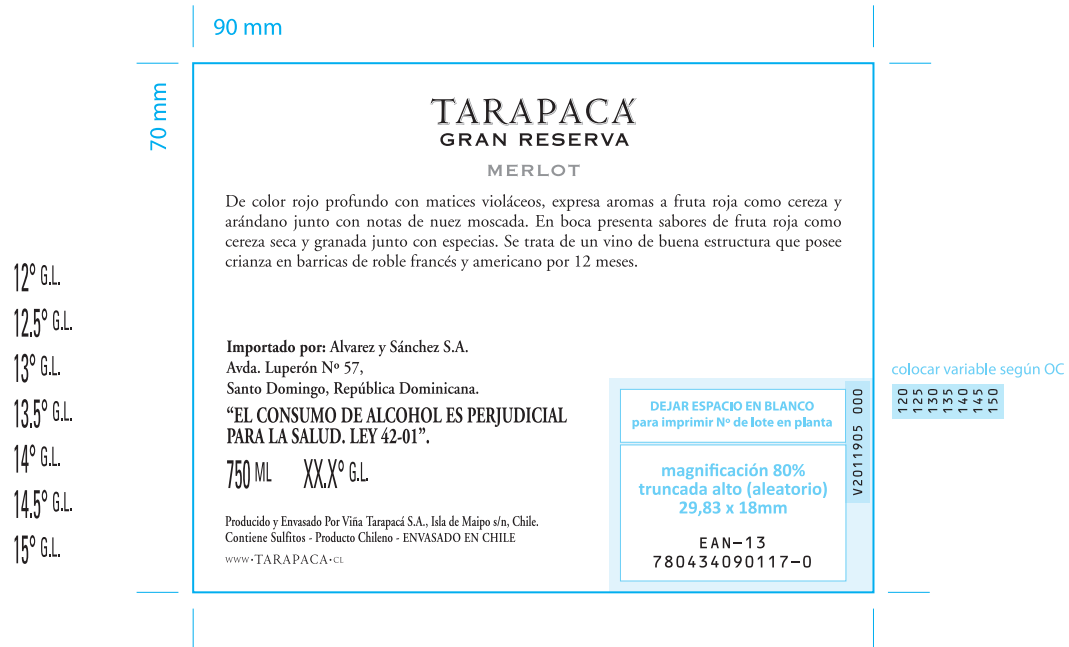 90 mm
70 mm
TARAPACÁ
GRAN RESERVA
MERLOT
De color rojo profundo con matices violáceos, expresa aromas a fruta roja como cereza y
arándano junto con notas de nuez moscada. En boca presenta sabores de fruta roja como
cereza seca y granada junto con especias. Se trata de un vino de buena estructura que posee
crianza en barricas de roble francés y americano por 12 meses.
12° G.L.
12.5° G.L.
13° G.L.
13.5° G.L.
14° G.L.
14.5° G.L.
15° G.L.
Importado por: Alvarez y Sánchez S.A.
Avda. Luperón Nº 57,
Santo Domingo, República Dominicana.
“EL CONSUMO DE ALCOHOL ES PERJUDICIAL
PARA LA SALUD. LEY 42-01”.
750 ML XX.X° G.L.
Producido y Envasado Por Viña Tarapacá S.A., Isla de Maipo s/n, Chile.
Contiene Sulfitos - Producto Chileno - ENVASADO EN CHILE
WWW·TARAPACA·CL
DEJAR ESPACIO EN BLANCO
para imprimir Nº de lote en planta
magnificación 80%
truncada alto (aleatorio)
29,83 x 18mm
EAN-13
780434090117-0
V2011905 000
colocar variable según OC
120
125
130
135
140
145
150